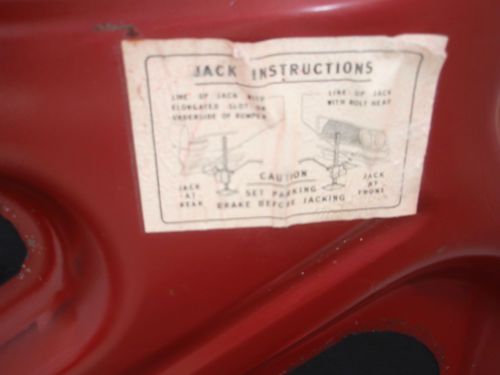 JACK INSTRUCTIONS
LINE UP JACK WITH
ELONGATED SLOT ON
UNDERSIDE OF BUMPER
LINE UP JACK
WITH BOLT HEAD
JACK
AT
REAR
CAUTION
SET PARKING
BRAKE BEFORE JACKING
JACK
AT
FRONT